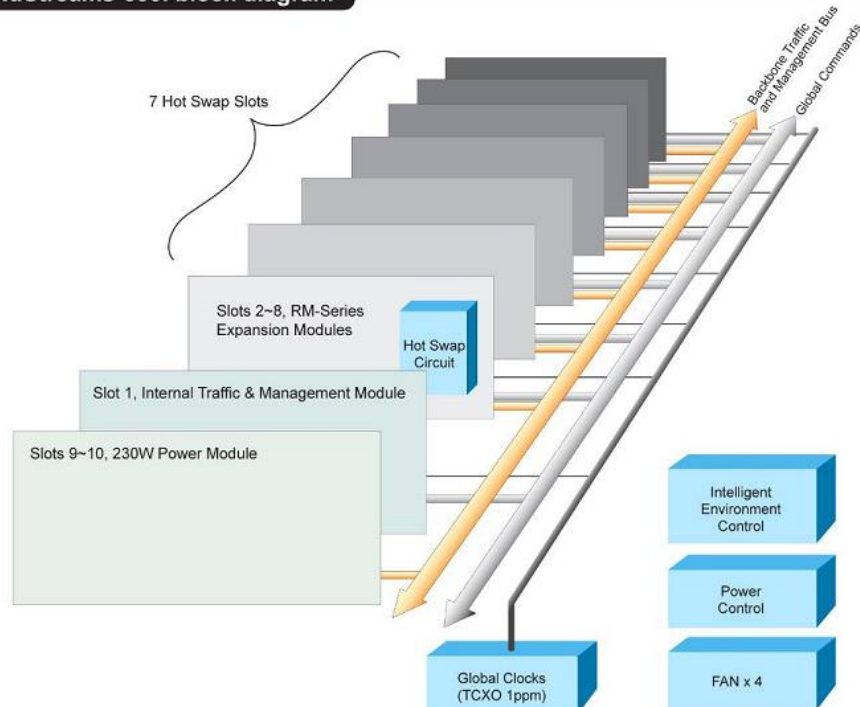 block diagram
7 Hot Swap Slots
Backbone Traffic
and Management Bus
Global Commands
Slots 2~8, RM-Series
Expansion Modules
Hot Swap
Circuit
Slot 1, Internal Traffic & Management Module
Slots 9~10, 230W Power Module
Intelligent
Environment
Control
Power
Control
Global Clocks
(TCXO 1ppm)
FAN x 4